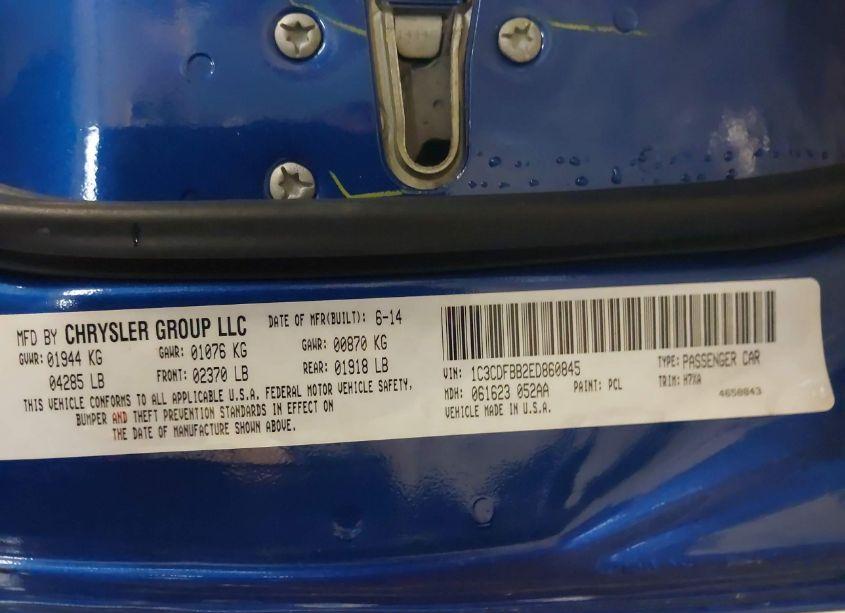 MFD BY CHRYSLER GROUP LLC DATE OF MFR(BUILT): 6-14
GVWR: 01944 KG GAWR: 01076 KG GAWR: 00870 KG
04285 LB FRONT: 02370 LB REAR: 01918 LB
THIS VEHICLE CONFORMS TO ALL APPLICABLE U.S.A. FEDERAL MOTOR VEHICLE SAFETY,
BUMPER AND THEFT PREVENTION STANDARDS IN EFFECT ON
THE DATE OF MANUFACTURE SHOWN ABOVE.
VIN: 1C3CDFBB2ED860845 TYPE: PASSENGER CAR
MDH: 061623 052AA PAINT: PCL TRIM: H7XA
VEHICLE MADE IN U.S.A. 4650843